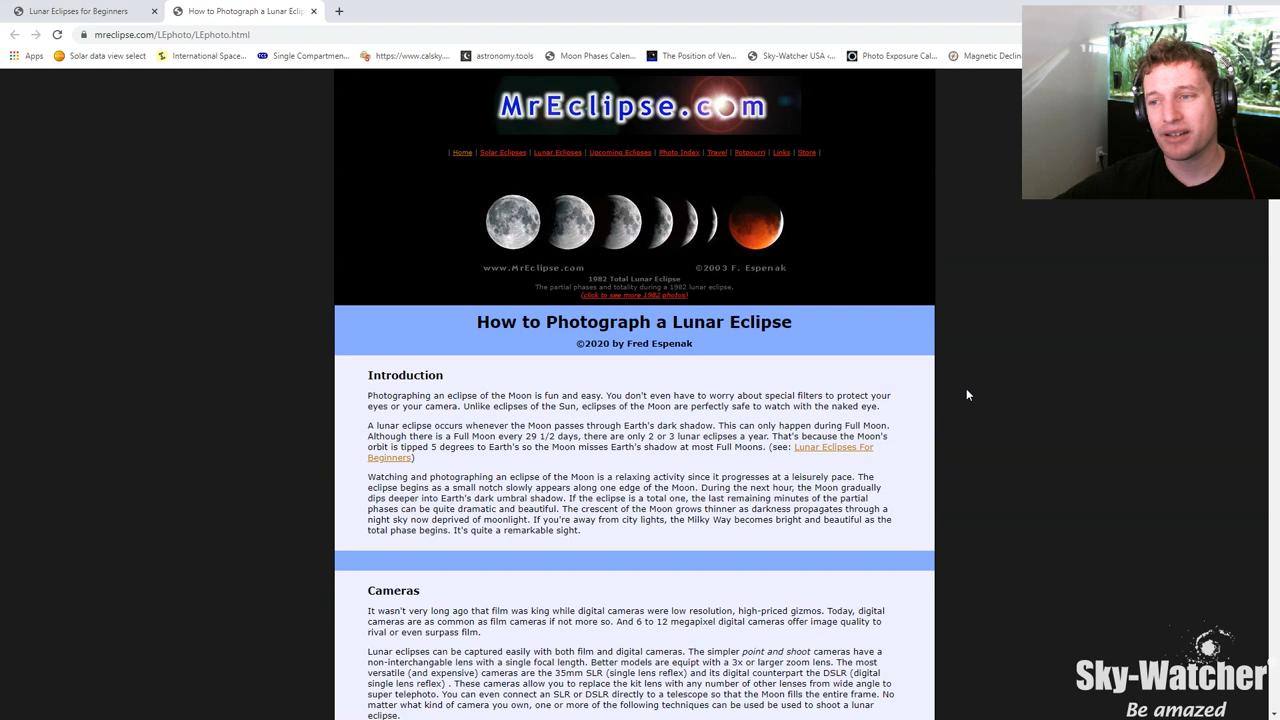 Lunar Eclipses for Beginners
How to Photograph a Lunar Eclip
mreclipse.com/LEphoto/LEphoto.html
Apps Solar data view select International Space... Single Compartmen... https://www.calsky.... astronomy.tools Moon Phases Calen... The Position of Ven... Sky-Watcher USA ‹... Photo Exposure Cal... Magnetic Declin
MrEclipse.com
| Home | Solar Eclipses | Lunar Eclipses | Upcoming Eclipses | Photo Index | Travel | Potpourri | Links | Store |
www.MrEclipse.com ©2003 F. Espenak
1982 Total Lunar Eclipse
The partial phases and totality during a 1982 lunar eclipse.
(click to see more 1982 photos)
How to Photograph a Lunar Eclipse
©2020 by Fred Espenak
Introduction
Photographing an eclipse of the Moon is fun and easy. You don't even have to worry about special filters to protect your
eyes or your camera. Unlike eclipses of the Sun, eclipses of the Moon are perfectly safe to watch with the naked eye.
A lunar eclipse occurs whenever the Moon passes through Earth's dark shadow. This can only happen during Full Moon.
Although there is a Full Moon every 29 1/2 days, there are only 2 or 3 lunar eclipses a year. That's because the Moon's
orbit is tipped 5 degrees to Earth's so the Moon misses Earth's shadow at most Full Moons. (see: Lunar Eclipses For
Beginners)
Watching and photographing an eclipse of the Moon is a relaxing activity since it progresses at a leisurely pace. The
eclipse begins as a small notch slowly appears along one edge of the Moon. During the next hour, the Moon gradually
dips deeper into Earth's dark umbral shadow. If the eclipse is a total one, the last remaining minutes of the partial
phases can be quite dramatic and beautiful. The crescent of the Moon grows thinner as darkness propagates through a
night sky now deprived of moonlight. If you're away from city lights, the Milky Way becomes bright and beautiful as the
total phase begins. It's quite a remarkable sight.
Cameras
It wasn't very long ago that film was king while digital cameras were low resolution, high-priced gizmos. Today, digital
cameras are as common as film cameras if not more so. And 6 to 12 megapixel digital cameras offer image quality to
rival or even surpass film.
Lunar eclipses can be captured easily with both film and digital cameras. The simpler point and shoot cameras have a
non-interchangable lens with a single focal length. Better models are equipt with a 3x or larger zoom lens. The most
versatile (and expensive) cameras are the 35mm SLR (single lens reflex) and its digital counterpart the DSLR (digital
single lens reflex) . These cameras allow you to replace the kit lens with any number of other lenses from wide angle to
super telephoto. You can even connect an SLR or DSLR directly to a telescope so that the Moon fills the entire frame. No
matter what kind of camera you own, one or more of the following techniques can be used be used to shoot a lunar
eclipse.
Sky-Watcher
Be amazed